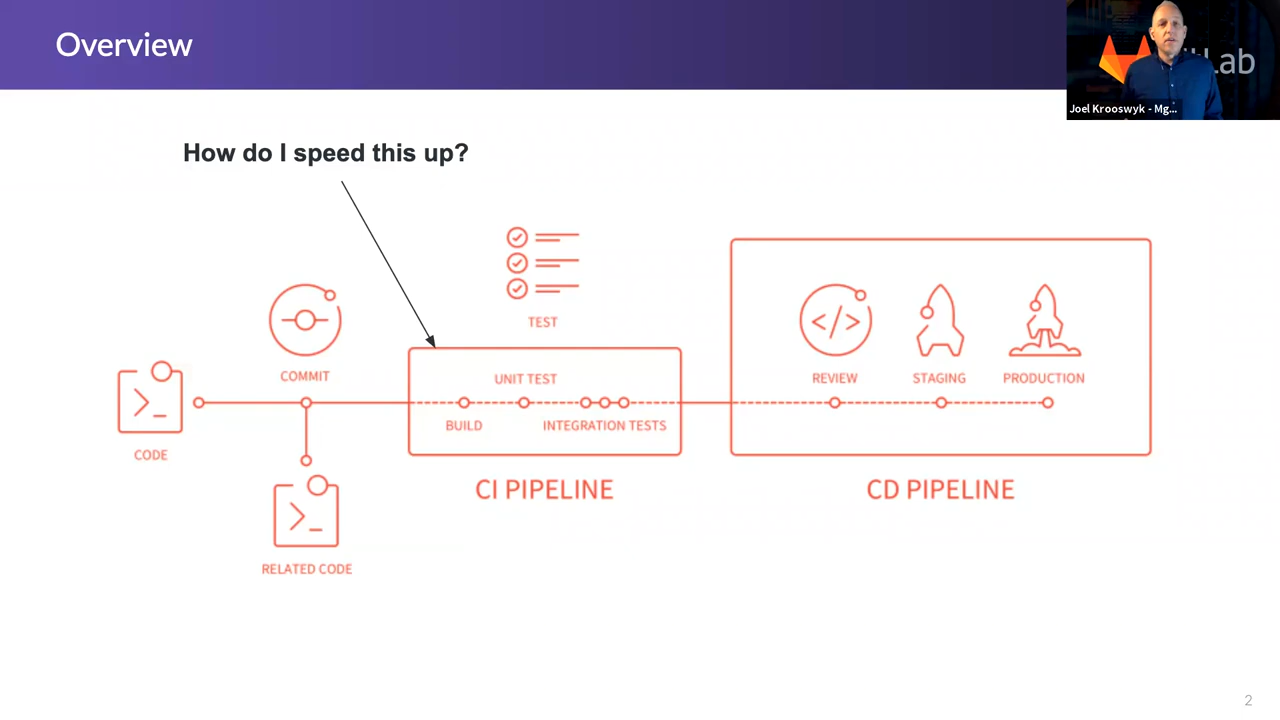 Overview
Lab
Joel Krooswyk - Mg...
How do I speed this up?
TEST
COMMIT
UNIT TEST
REVIEW
STAGING
PRODUCTION
BUILD
INTEGRATION TESTS
CODE
CI PIPELINE
CD PIPELINE
RELATED CODE
2